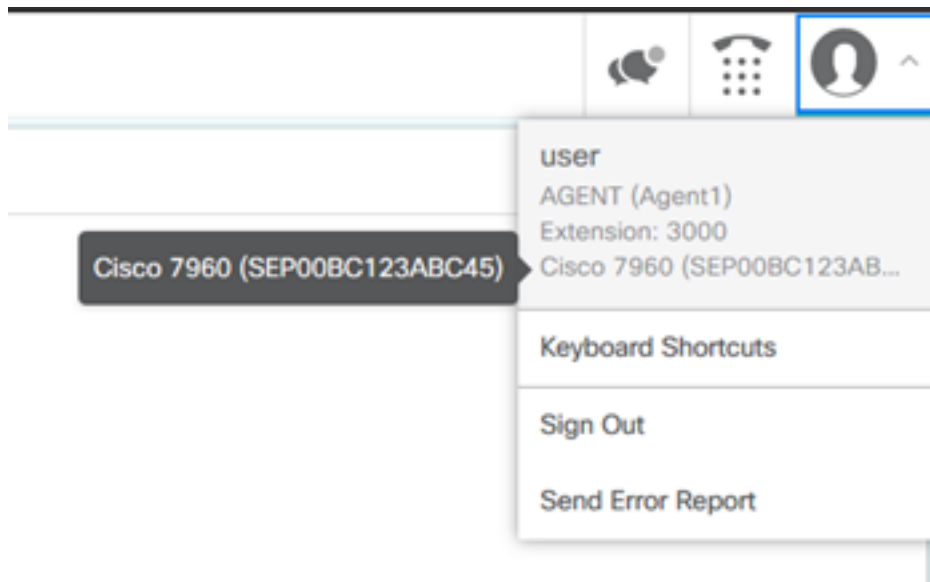 user
AGENT (Agent1)
Extension: 3000
Cisco 7960 (SEP00BC123ABC45)
Cisco 7960 (SEP00BC123AB...
Keyboard Shortcuts
Sign Out
Send Error Report